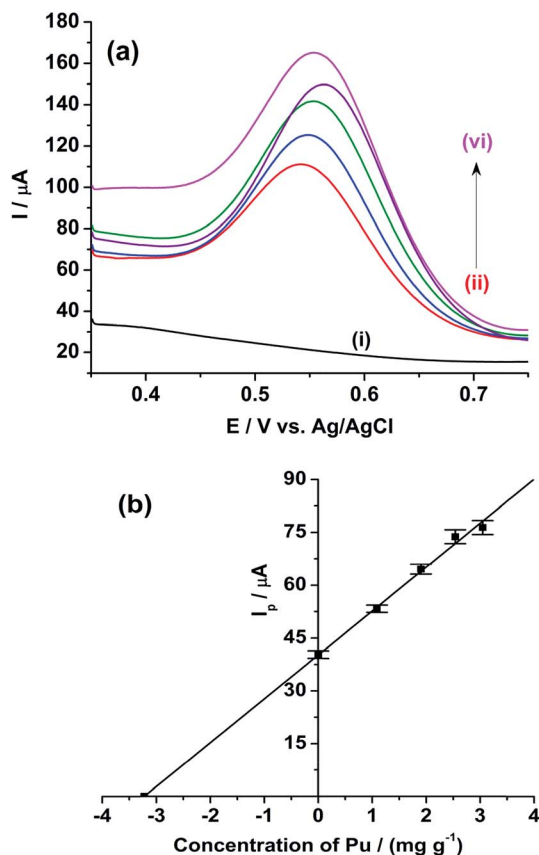 (a)
180
160
140
120
100
80
60
40
20
I / μA
(vi)
(ii)
(i)
0.4 0.5 0.6 0.7
E / V vs. Ag/AgCl
(b)
90
75
60
45
30
15
Ip / μA
-4 -3 -2 -1 0 1 2 3 4
Concentration of Pu / (mg g⁻¹)